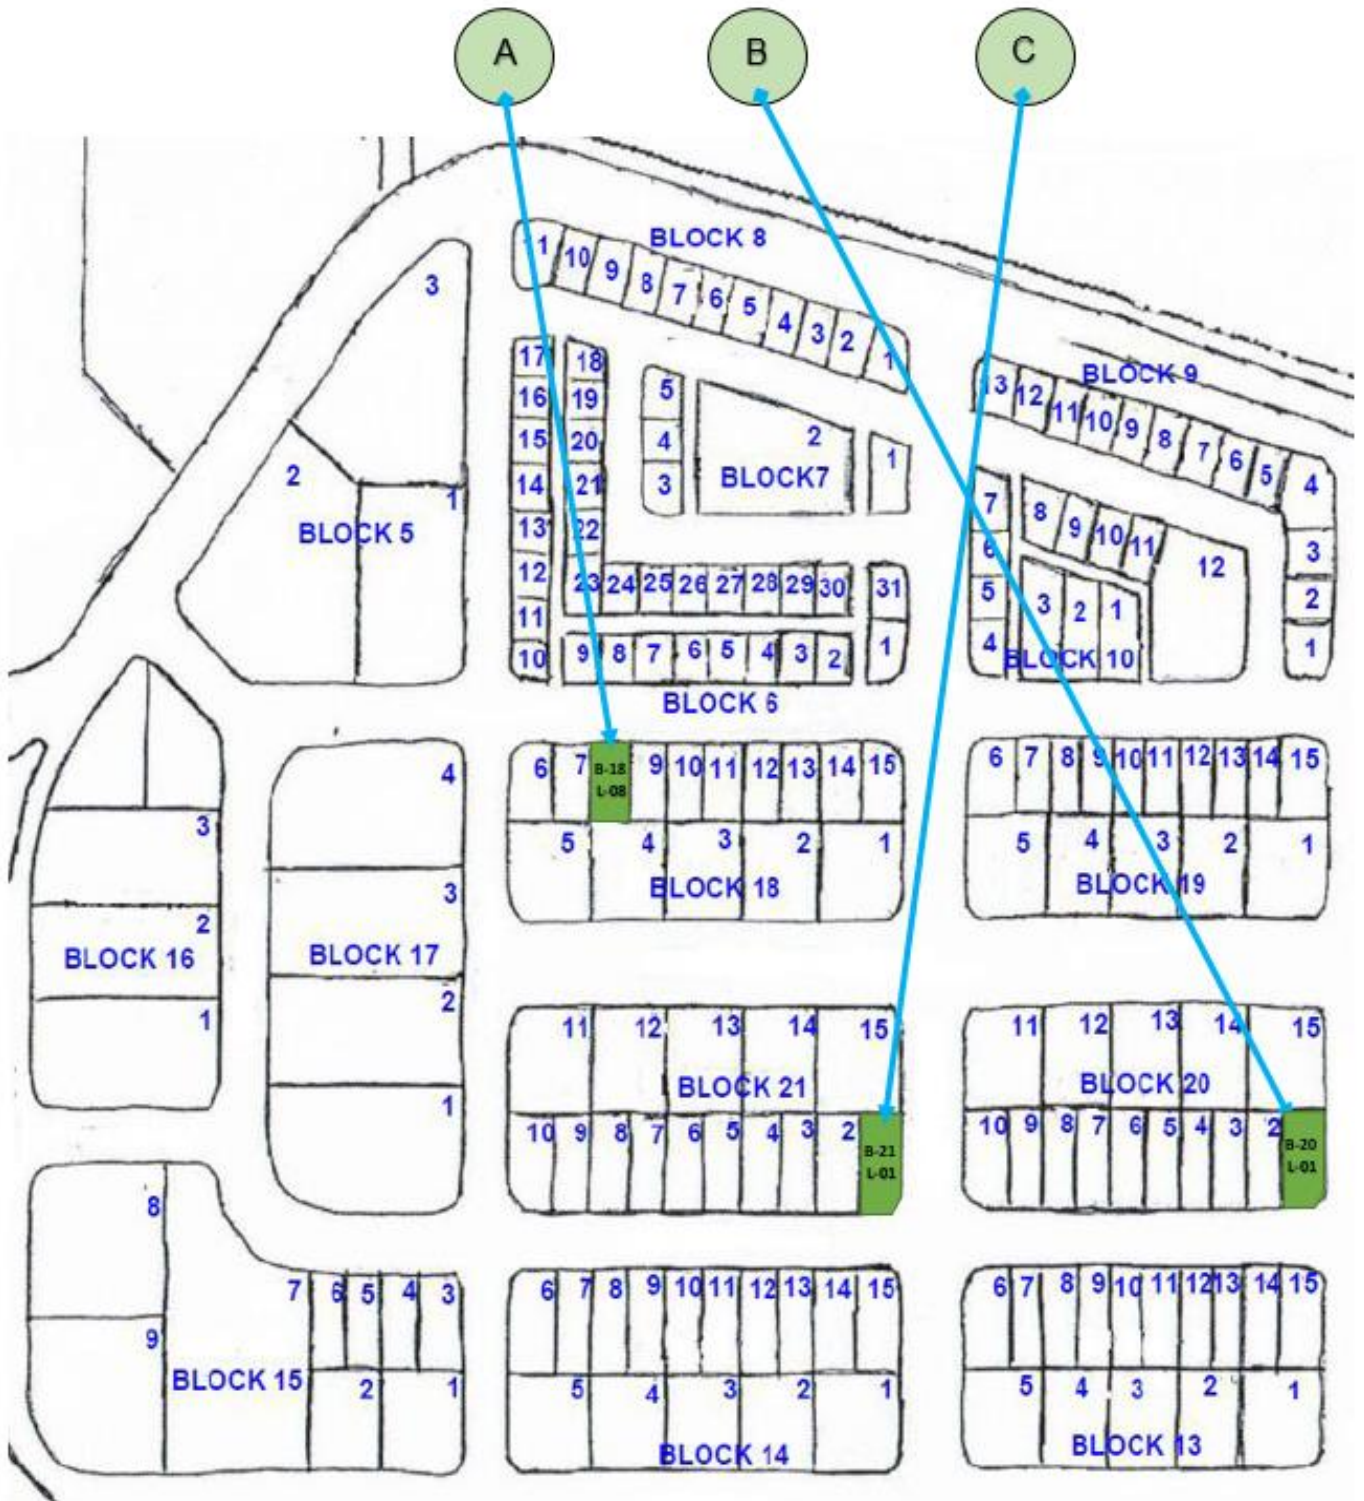 A B C
BLOCK 8
11 10 9 8 7 6 5 4 3 2 1
3
2
1
BLOCK 5
17 18
16 19
15 20
14 21
13 22
12 23 24 25 26 27 28 29 30 31
11
10 9 8 7 6 5 4 3 2 1
BLOCK 6
5
4
3
2
BLOCK7
1
BLOCK 9
13 12 11 10 9 8 7 6 5 4
3
2
1
7 8 9 10 11 12
6
5 3 2 1
4
BLOCK 10
3
2
BLOCK 16
1
4
3
BLOCK 17
2
1
6 7 B-18 9 10 11 12 13 14 15
L-08
5 4 3 2 1
BLOCK 18
6 7 8 9 10 11 12 13 14 15
5 4 3 2 1
BLOCK 19
11 12 13 14 15
BLOCK 21
10 9 8 7 6 5 4 3 2 B-21
L-01
11 12 13 14 15
BLOCK 20
10 9 8 7 6 5 4 3 2 B-20
L-01
8
7 6 5 4 3
9
BLOCK 15
2 1
6 7 8 9 10 11 12 13 14 15
5 4 3 2 1
BLOCK 14
6 7 8 9 10 11 12 13 14 15
5 4 3 2 1
BLOCK 13